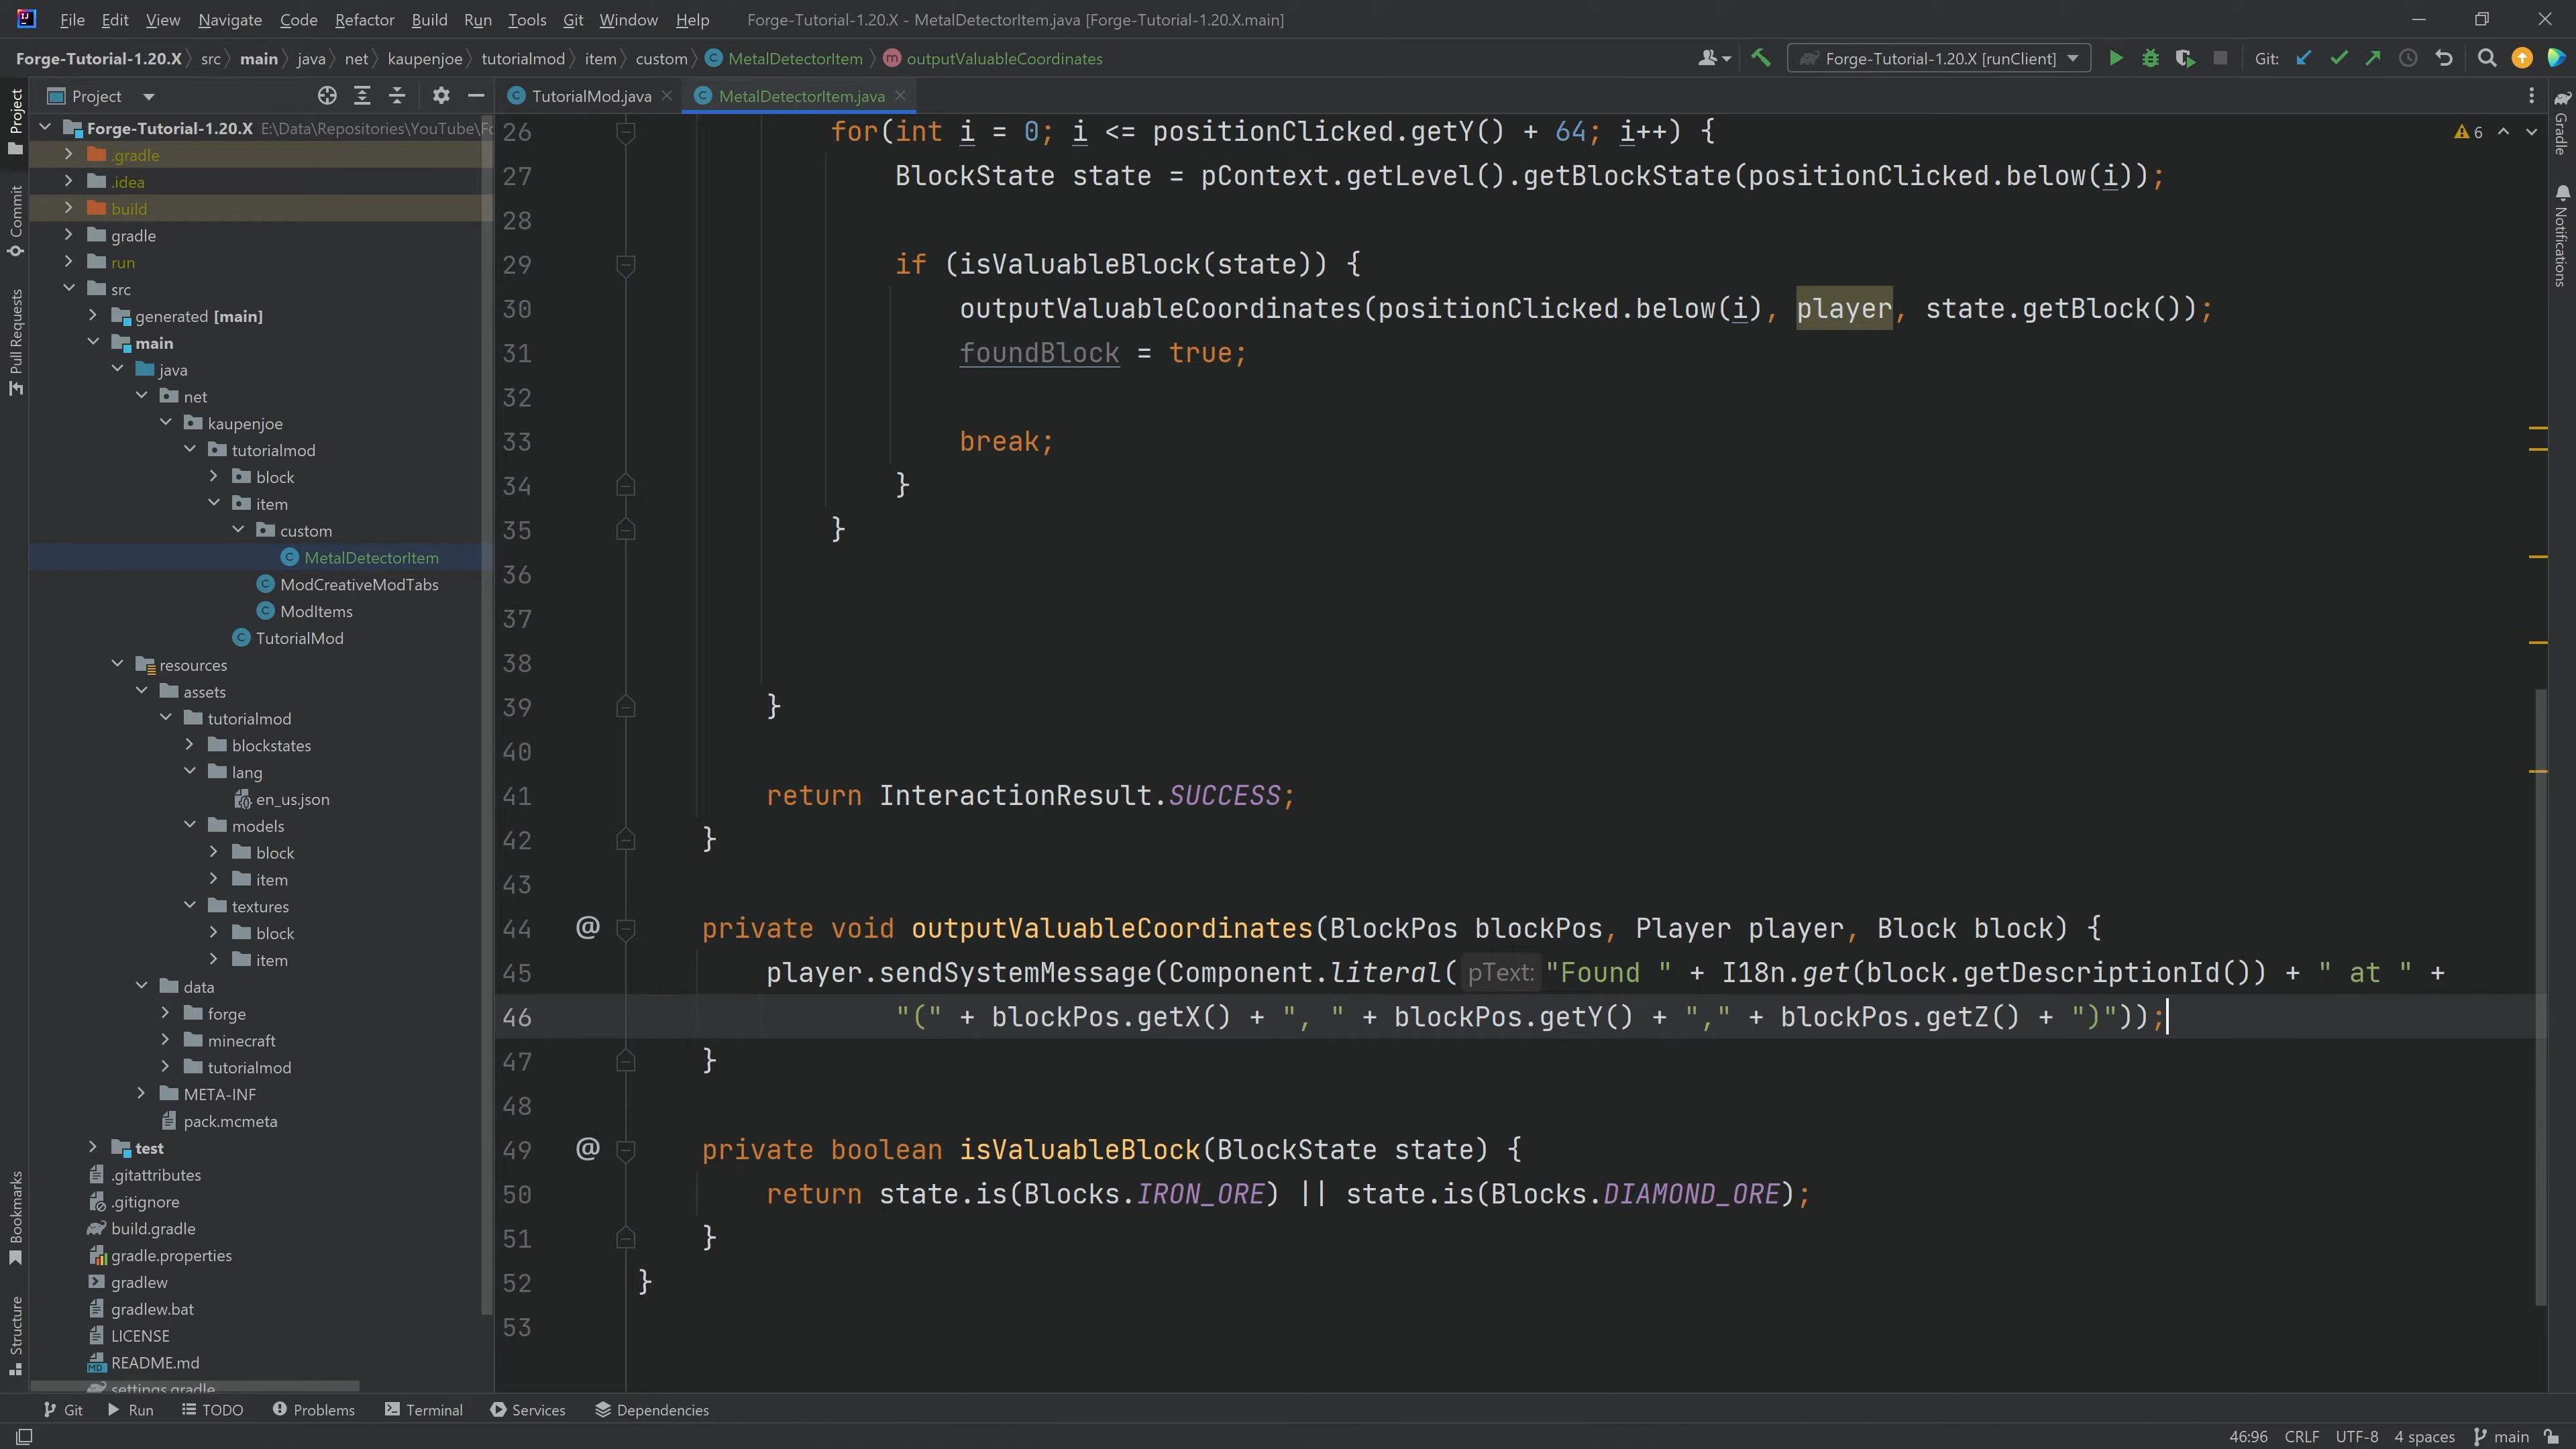 File Edit View Navigate Code Refactor Build Run Tools Git Window Help Forge-Tutorial-1.20.X - MetalDetectorItem.java [Forge-Tutorial-1.20.X.main]
Forge-Tutorial-1.20.X src main java net kaupenjoe tutorialmod item custom MetalDetectorItem outputValuableCoordinates Forge-Tutorial-1.20.X [runClient] Git:
Project TutorialMod.java MetalDetectorItem.java
Project
Commit
Pull Requests
Bookmarks
Structure
Forge-Tutorial-1.20.X E:\Data\Repositories\YouTube\Fo
.gradle
.idea
build
gradle
run
src
generated [main]
main
java
net
kaupenjoe
tutorialmod
block
item
custom
MetalDetectorItem
ModCreativeModTabs
ModItems
TutorialMod
resources
assets
tutorialmod
blockstates
lang
en_us.json
models
block
item
textures
block
item
data
forge
minecraft
tutorialmod
META-INF
pack.mcmeta
test
.gitattributes
.gitignore
build.gradle
gradle.properties
gradlew
gradlew.bat
LICENSE
README.md
settings.gradle
26 for(int i = 0; i <= positionClicked.getY() + 64; i++) {
27 BlockState state = pContext.getLevel().getBlockState(positionClicked.below(i));
28
29 if (isValuableBlock(state)) {
30 outputValuableCoordinates(positionClicked.below(i), player, state.getBlock());
31 foundBlock = true;
32
33 break;
34 }
35 }
36
37
38
39 }
40
41 return InteractionResult.SUCCESS;
42 }
43
44 @ private void outputValuableCoordinates(BlockPos blockPos, Player player, Block block) {
45 player.sendSystemMessage(Component.literal( pText: "Found " + I18n.get(block.getDescriptionId()) + " at " +
46 "(" + blockPos.getX() + ", " + blockPos.getY() + "," + blockPos.getZ() + ")"));
47 }
48
49 @ private boolean isValuableBlock(BlockState state) {
50 return state.is(Blocks.IRON_ORE) || state.is(Blocks.DIAMOND_ORE);
51 }
52 }
53
6
Gradle
Notifications
Git Run TODO Problems Terminal Services Dependencies
46:96 CRLF UTF-8 4 spaces main